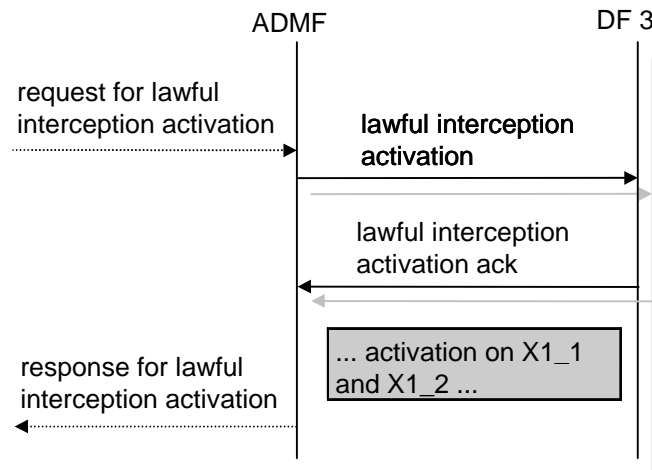 ADMF
DF 3
request for lawful
interception activation
lawful interception
activation
lawful interception
activation ack
... activation on X1_1
and X1_2 ...
response for lawful
interception activation